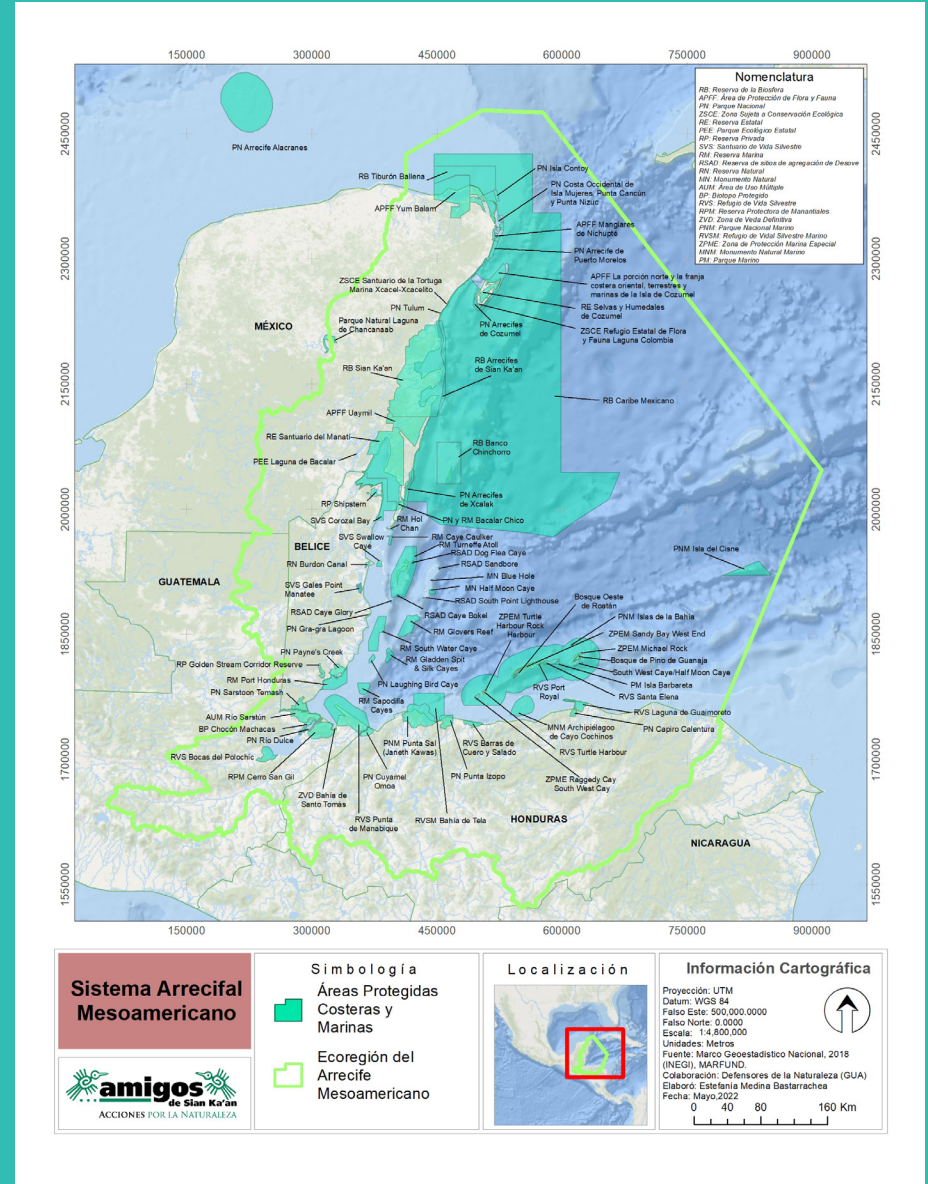 150000 300000 450000 600000 750000 900000
Nomenclatura
RB: Reserva de la Biosfera
APFF: Área de Protección de Flora y Fauna
PN: Parque Nacional
ZSCE: Zona Sujeta a Conservación Ecológica
RE: Reserva Estatal
PEE: Parque Ecológico Estatal
RP: Reserva Privada
SVS: Santuario de Vida Silvestre
RM: Reserva Marina
RSAD: Reserva de sitios de agregación de Desove
RN: Reserva Natural
MN: Monumento Natural
AUM: Área de Uso Múltiple
BP: Biotopo Protegido
RVS: Refugio de Vida Silvestre
RPM: Reserva Protectora de Manantiales
ZVD: Zona de Veda Definitiva
PNM: Parque Nacional Marino
RVSM: Refugio de Vidal Silvestre Marino
ZPME: Zona de Protección Marina Especial
MNM: Monumento Natural Marino
PM: Parque Marino
2450000
2300000
2150000
2000000
1850000
1700000
1550000
2450000
2300000
2150000
2000000
1850000
1700000
1550000
PN Arrecife Alacranes
RB Tiburón Ballena
APFF Yum Balam
PN Isla Contoy
PN Costa Occidental de
Isla Mujeres, Punta Cancún
y Punta Nizuc
APFF Manglares
de Nichupté
PN Arrecife de
Puerto Morelos
APFF La porción norte y la franja
costera oriental, terrestres y
marinas de la Isla de Cozumel
RE Selvas y Humedales
de Cozumel
ZSCE Refugio Estatal de Flora
y Fauna Laguna Colombia
PN Arrecifes
de Cozumel
ZSCE Santuario de la Tortuga
Marina Xcacel-Xcacelito
PN Tulum
Parque Natural Laguna
de Chancanaab
MÉXICO
RB Sian Ka'an
RB Arrecifes
de Sian Ka'an
RB Caribe Mexicano
APFF Uaymil
RE Santuario del Manatí
PEE Laguna de Bacalar
RB Banco
Chinchorro
PN Arrecifes
de Xcalak
RP Shipstern
SVS Corozal Bay
PN y RM Bacalar Chico
RM Hol
Chan
SVS Swallow
Caye
RM Caye Caulker
RM Turneffe Atoll
RSAD Dog Flea Caye
RSAD Sandbore
MN Blue Hole
MN Half Moon Caye
RSAD South Point Lighthouse
BELICE
RN Burdon Canal
GUATEMALA
SVS Gales Point
Manatee
RSAD Caye Glory
PN Gra-gra Lagoon
RSAD Caye Bokel
RM Glovers Reef
RM South Water Caye
RM Gladden Spit
& Silk Cayes
PN Laughing Bird Caye
RM Sapodilla
Cayes
PN Payne's Creek
RP Golden Stream Corridor Reserve
RM Port Honduras
PN Sarstoon Temash
AUM Río Sarstún
BP Chocón Machacas
PN Río Dulce
RVS Bocas del Polochic
RPM Cerro San Gil
ZVD Bahía de
Santo Tomás
RVS Punta
de Manabique
PN Cuyamel
Omoa
PNM Punta Sal
(Janeth Kawas)
RVSM Bahía de Tela
PN Punta Izopo
RVS Barras de
Cuero y Salado
PNM Isla del Cisne
Bosque Oeste
de Roatán
ZPEM Turtle
Harbour Rock
Harbour
PNM Islas de la Bahía
ZPEM Sandy Bay West End
ZPEM Michael Rock
Bosque de Pino de Guanaja
South West Caye/Half Moon Caye
PM Isla Barbareta
RVS Santa Elena
RVS Port
Royal
RVS Laguna de Guaimoreto
PN Capiro Calentura
MNM Archipiélagoo
de Cayo Cochinos
RVS Turtle Harbour
ZPME Raggedy Cay
South West Cay
HONDURAS
NICARAGUA
150000 300000 450000 600000 750000 900000
Sistema Arrecifal
Mesoamericano
amigos
de Sian Ka'an
ACCIONES POR LA NATURALEZA
Simbología
Áreas Protegidas
Costeras y
Marinas
Ecoregión del
Arrecife
Mesoamericano
Localización
Información Cartográfica
Proyección: UTM
Datum: WGS 84
Falso Este: 500,000.0000
Falso Norte: 0.0000
Escala: 1:4,800,000
Unidades: Metros
Fuente: Marco Geoestadístico Nacional, 2018
(INEGI), MARFUND.
Colaboración: Defensores de la Naturaleza (GUA)
Elaboró: Estefanía Medina Bastarrachea
Fecha: Mayo,2022
0 40 80 160 Km